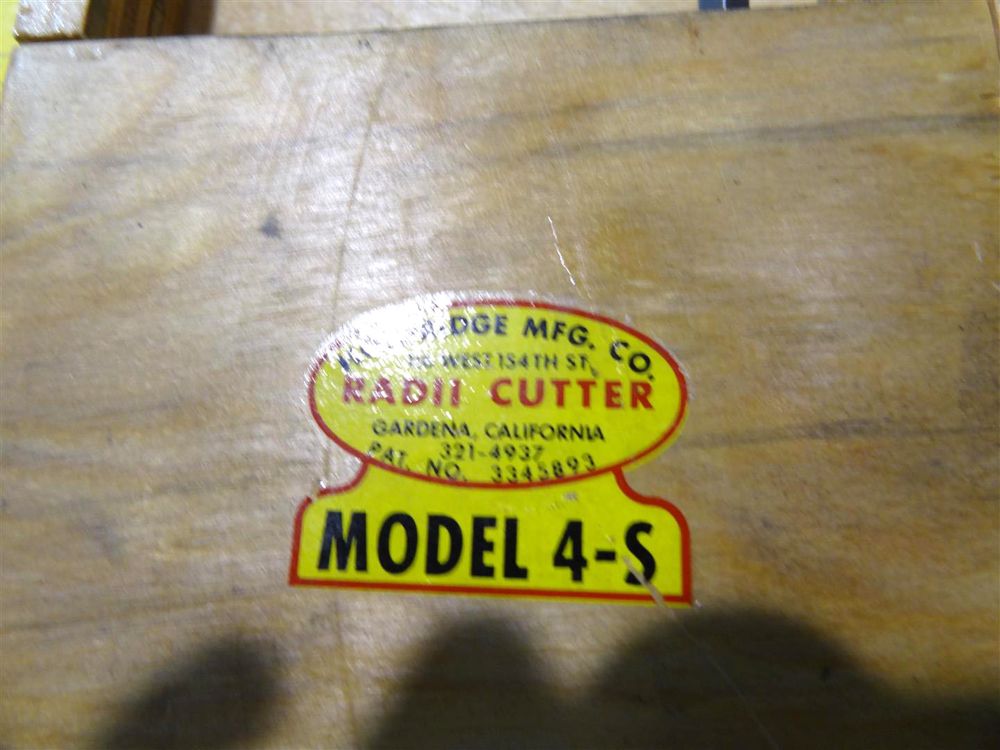 MFG. CO.
WEST 154TH ST.
RADII CUTTER
GARDENA, CALIFORNIA
321-4937
PAT. NO. 3345893
MODEL 4-S